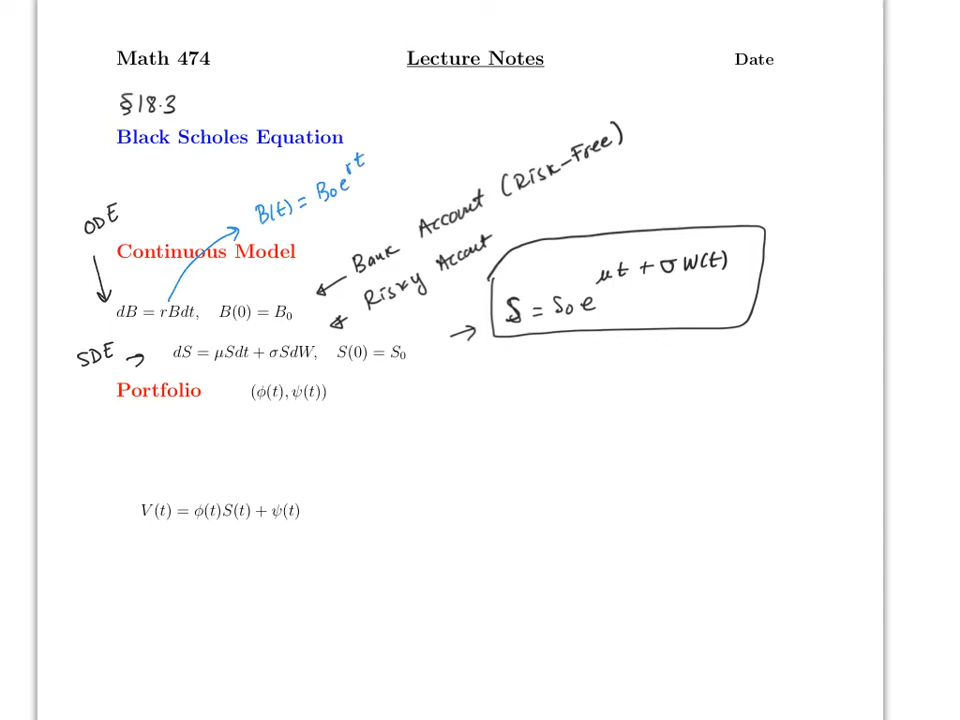 Math 474 Lecture Notes Date
§18.3
Black Scholes Equation
B(t) = B₀e^{rt}
ODE
Continuous Model
← Bank Account (Risk-Free)
← Risky Account
dB = rBdt, B(0) = B₀
→ S = S₀ e^{μt + σW(t)}
SDE → dS = μSdt + σSdW, S(0) = S₀
Portfolio (ϕ(t), ψ(t))
V(t) = ϕ(t)S(t) + ψ(t)